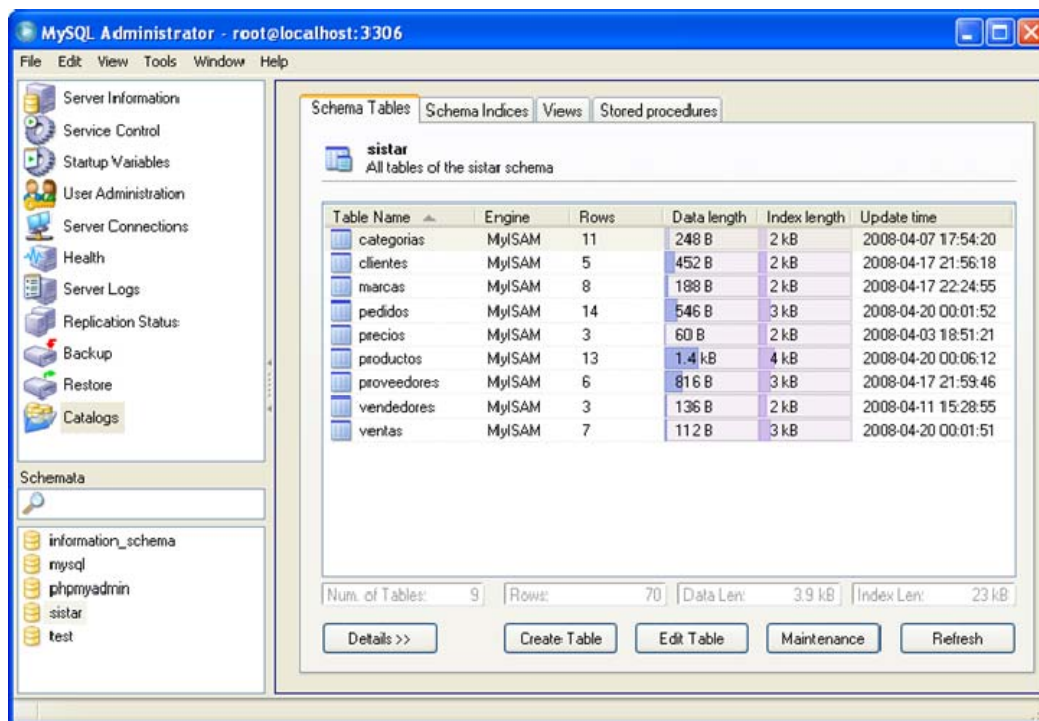 MySQL Administrator - root@localhost:3306
File Edit View Tools Window Help
Server Information
Service Control
Startup Variables
User Administration
Server Connections
Health
Server Logs
Replication Status
Backup
Restore
Catalogs
Schemata
information_schema
mysql
phpmyadmin
sistar
test
Schema Tables Schema Indices Views Stored procedures
sistar
All tables of the sistar schema
Table Name Engine Rows Data length Index length Update time
categorias MyISAM 11 248 B 2 kB 2008-04-07 17:54:20
clientes MyISAM 5 452 B 2 kB 2008-04-17 21:56:18
marcas MyISAM 8 188 B 2 kB 2008-04-17 22:24:55
pedidos MyISAM 14 546 B 3 kB 2008-04-20 00:01:52
precios MyISAM 3 60 B 2 kB 2008-04-03 18:51:21
productos MyISAM 13 1.4 kB 4 kB 2008-04-20 00:06:12
proveedores MyISAM 6 816 B 3 kB 2008-04-17 21:59:46
vendedores MyISAM 3 136 B 2 kB 2008-04-11 15:28:55
ventas MyISAM 7 112 B 3 kB 2008-04-20 00:01:51
Num. of Tables: 9 Rows: 70 Data Len: 3.9 kB Index Len: 23 kB
Details >> Create Table Edit Table Maintenance Refresh